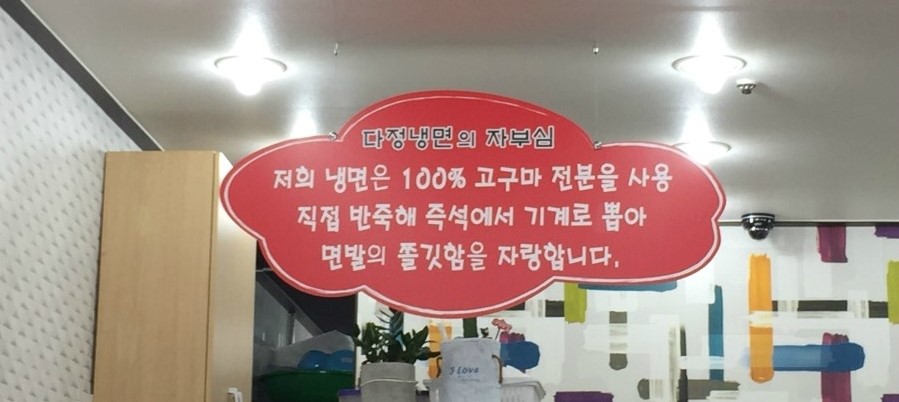 다정냉면의 자부심
저희 냉면은 100% 고구마 전분을 사용
직접 반죽해 즉석에서 기계로 뽑아
면발의 쫄깃함을 자랑합니다.
I Love